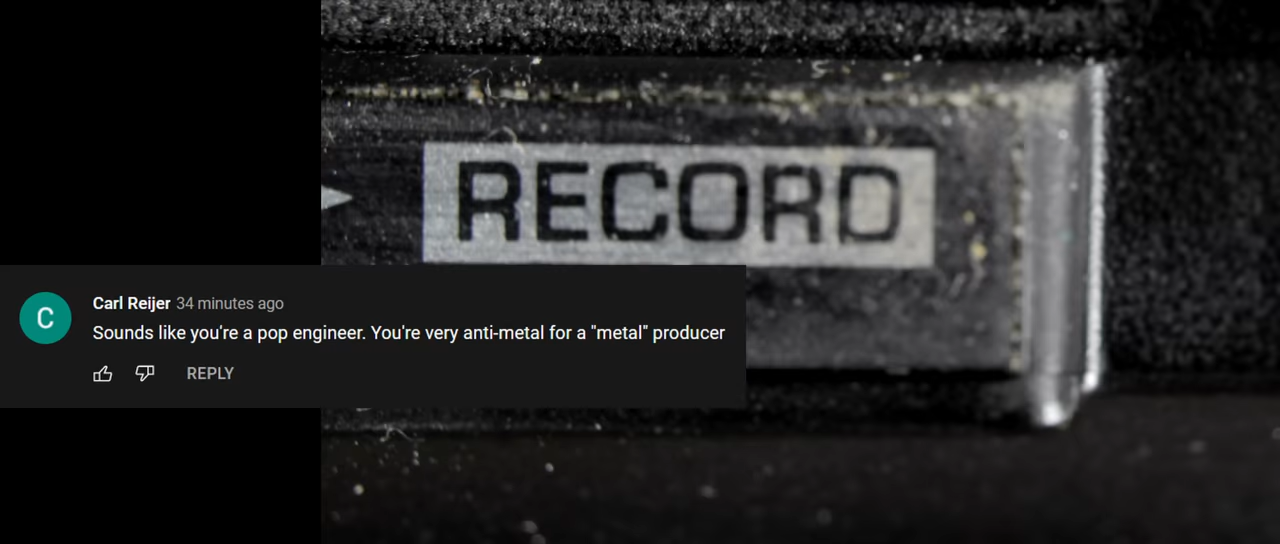 RECORD
C
Carl Reijer 34 minutes ago
Sounds like you're a pop engineer. You're very anti-metal for a "metal" producer
REPLY